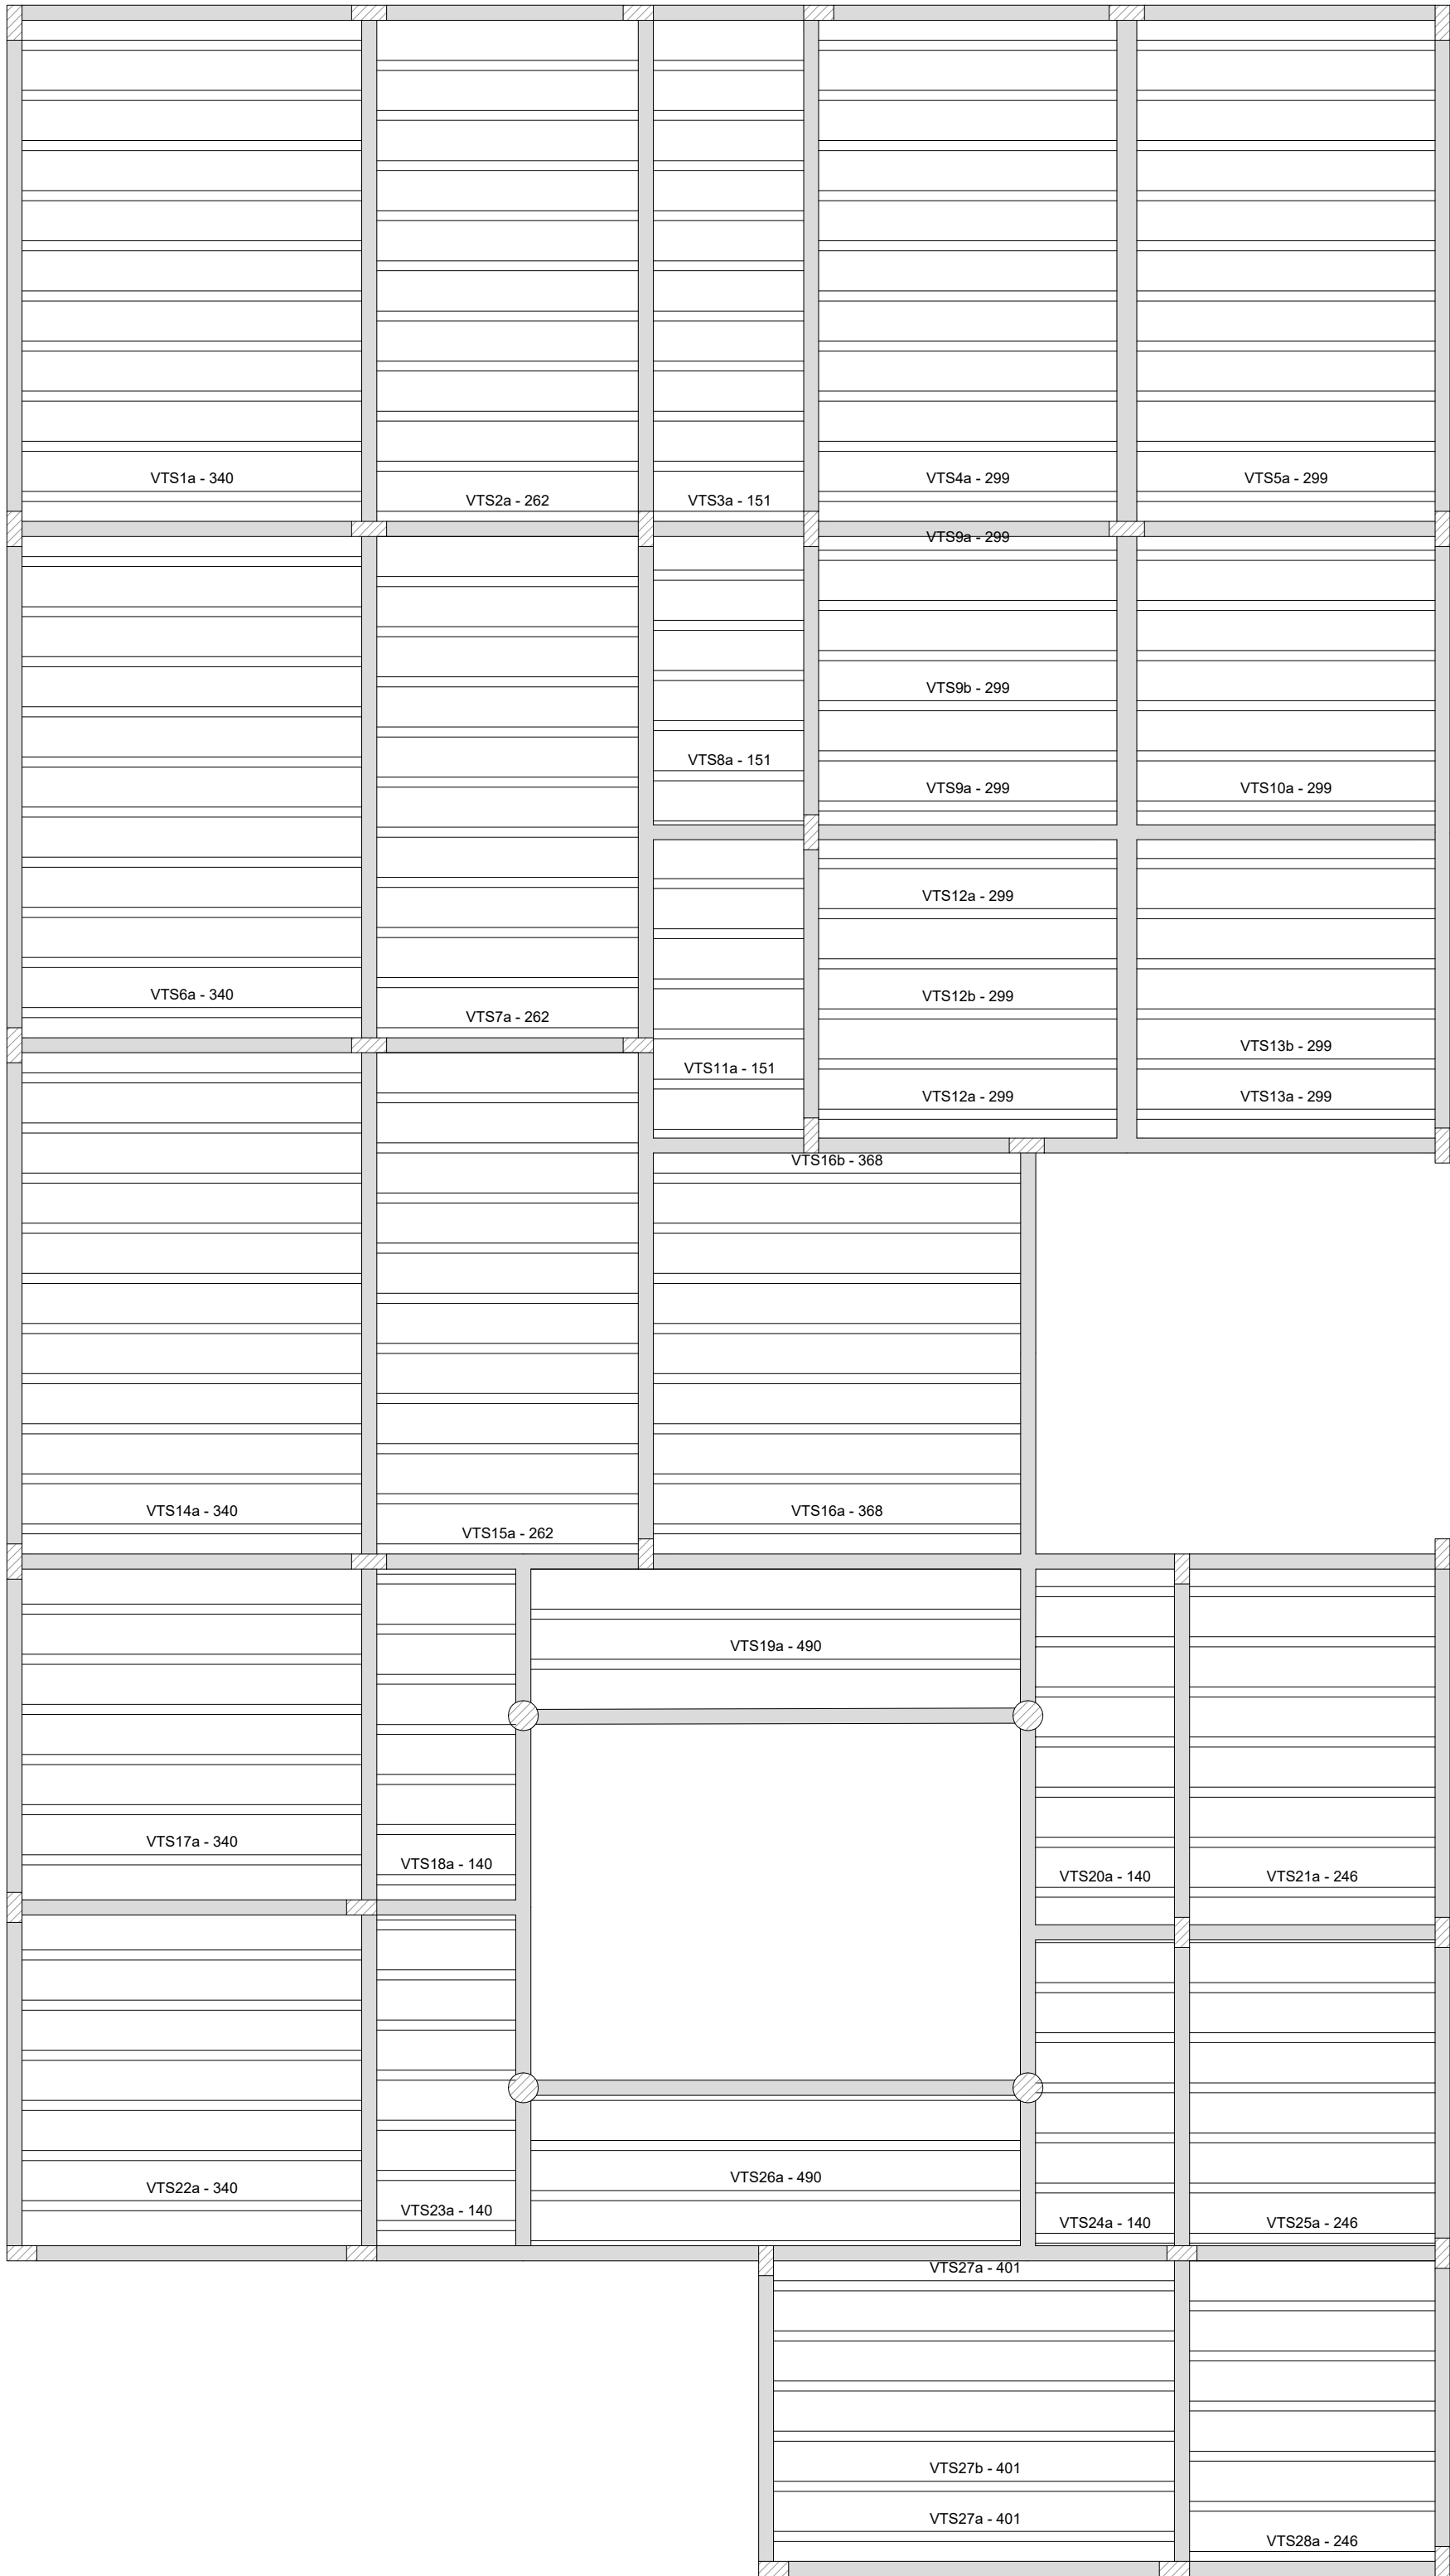 VTS1a - 340
VTS4a - 299
VTS5a - 299
VTS2a - 262
VTS3a - 151
VTS9a - 299
VTS9b - 299
VTS8a - 151
VTS9a - 299
VTS10a - 299
VTS12a - 299
VTS6a - 340
VTS12b - 299
VTS7a - 262
VTS13b - 299
VTS11a - 151
VTS12a - 299
VTS13a - 299
VTS16b - 368
VTS14a - 340
VTS16a - 368
VTS15a - 262
VTS19a - 490
VTS17a - 340
VTS18a - 140
VTS20a - 140
VTS21a - 246
VTS26a - 490
VTS22a - 340
VTS23a - 140
VTS24a - 140
VTS25a - 246
VTS27a - 401
VTS27b - 401
VTS27a - 401
VTS28a - 246